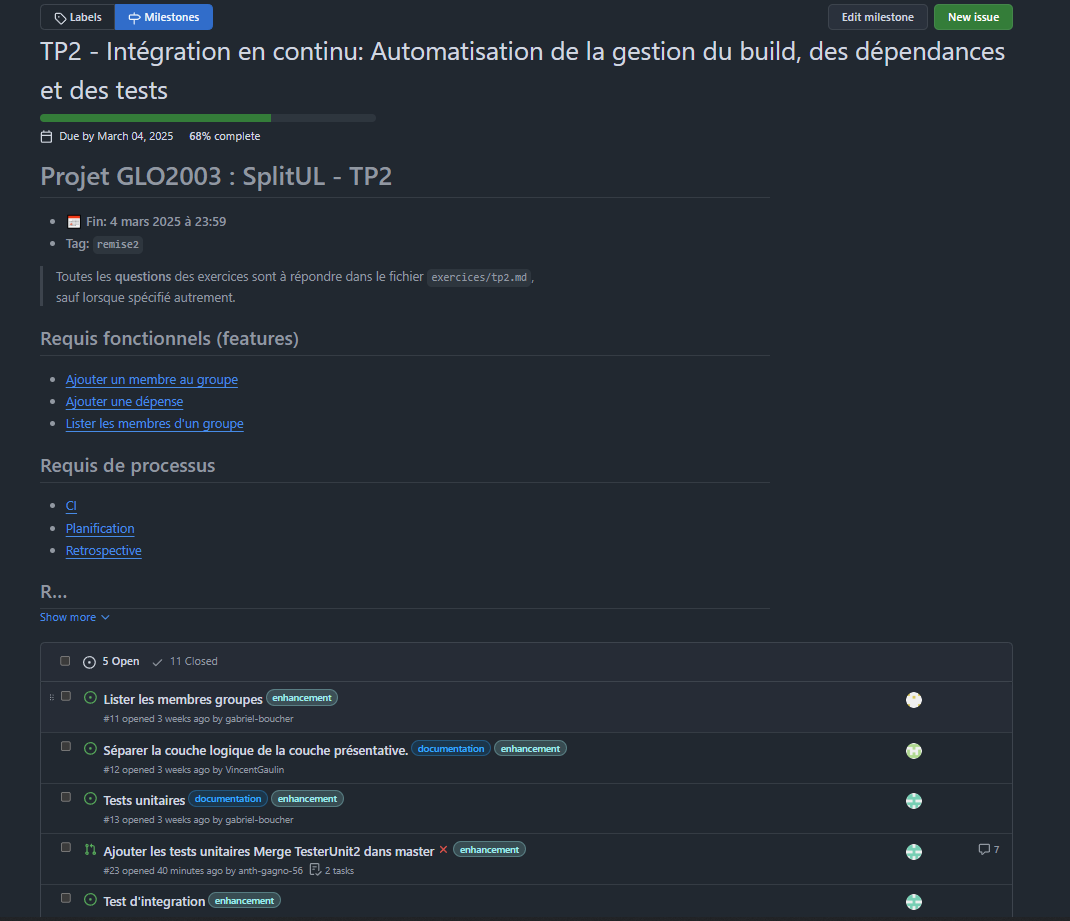 Labels Milestones Edit milestone New issue
TP2 - Intégration en continu: Automatisation de la gestion du build, des dépendances
et des tests
Due by March 04, 2025 68% complete
Projet GLO2003 : SplitUL - TP2
Fin: 4 mars 2025 à 23:59
Tag: remise2
Toutes les questions des exercices sont à répondre dans le fichier exercices/tp2.md,
sauf lorsque spécifié autrement.
Requis fonctionnels (features)
Ajouter un membre au groupe
Ajouter une dépense
Lister les membres d'un groupe
Requis de processus
CI
Planification
Retrospective
R...
Show more
5 Open 11 Closed
Lister les membres groupes enhancement
#11 opened 3 weeks ago by gabriel-boucher
Séparer la couche logique de la couche présentative. documentation enhancement
#12 opened 3 weeks ago by VincentGaulin
Tests unitaires documentation enhancement
#13 opened 3 weeks ago by gabriel-boucher
Ajouter les tests unitaires Merge TesterUnit2 dans master enhancement 7
#23 opened 40 minutes ago by anth-gagno-56 2 tasks
Test d'integration enhancement